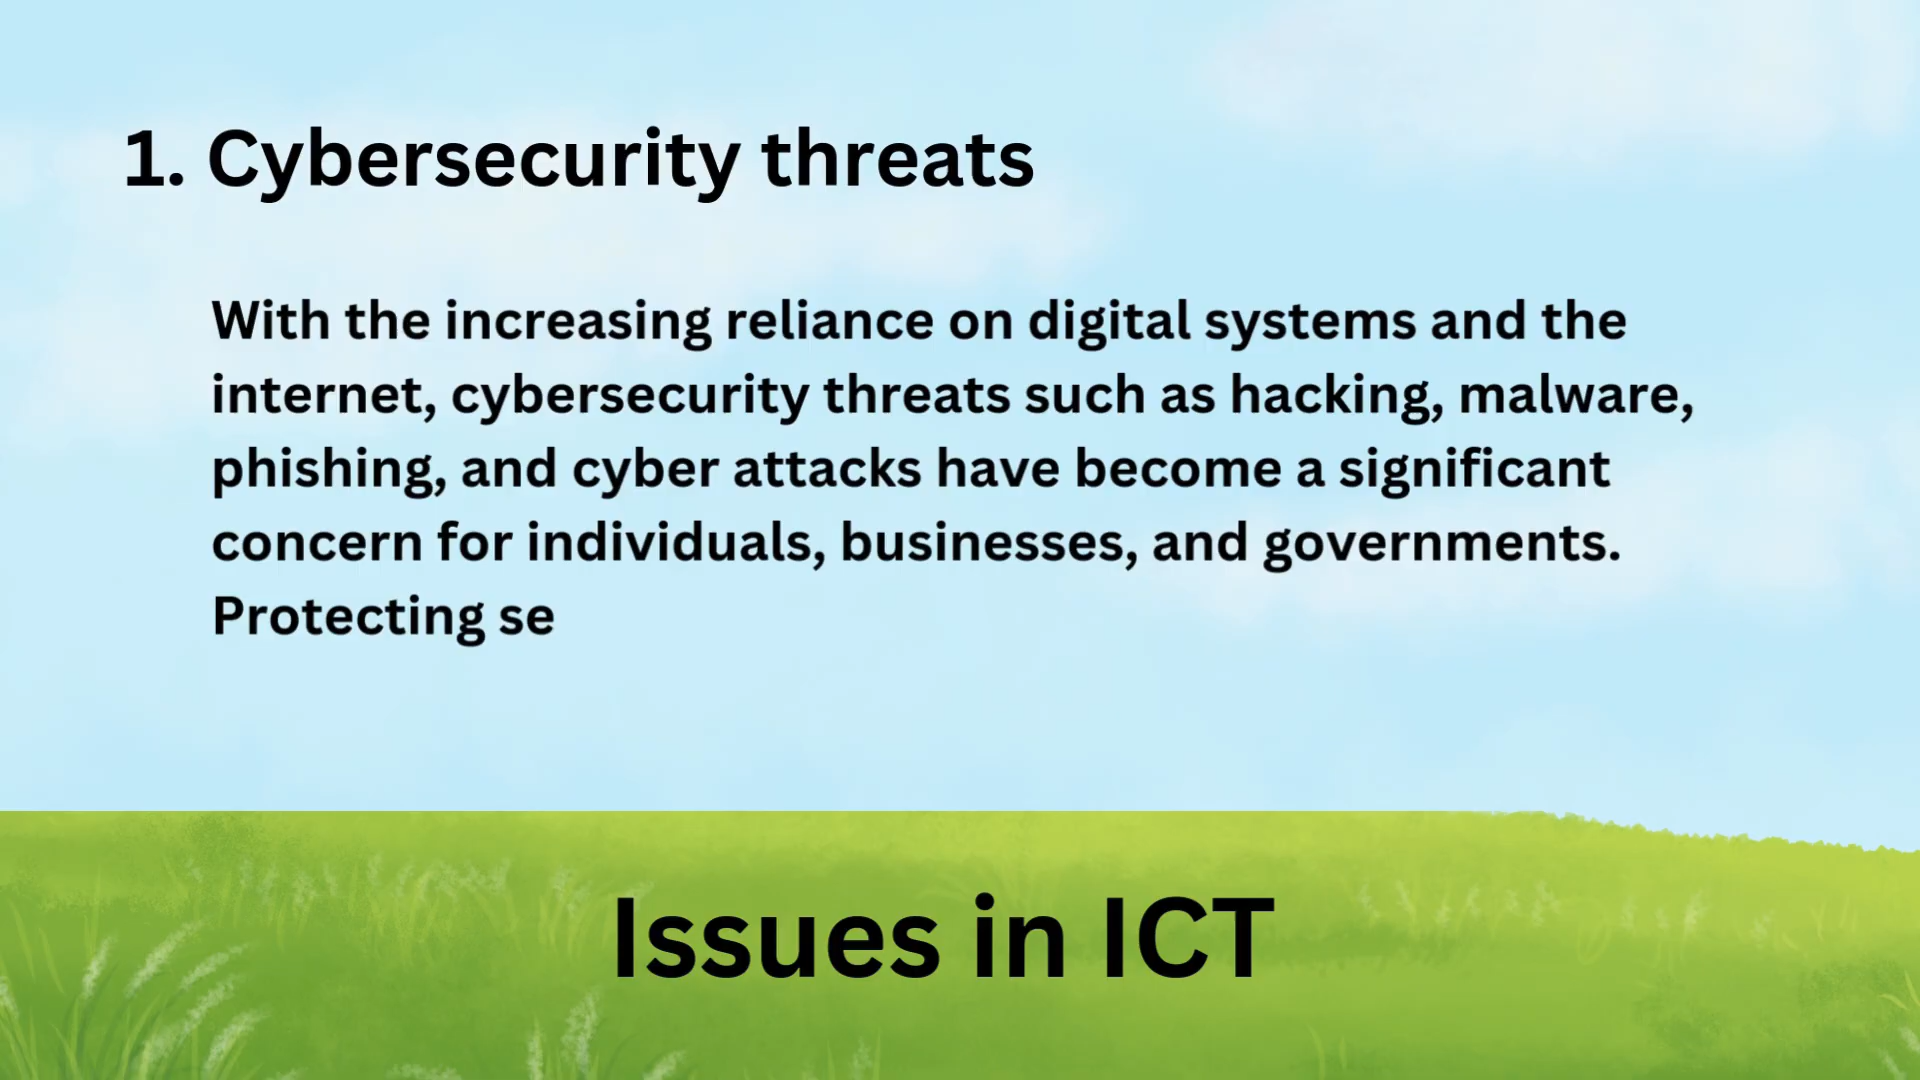 1. Cybersecurity threats
With the increasing reliance on digital systems and the
internet, cybersecurity threats such as hacking, malware,
phishing, and cyber attacks have become a significant
concern for individuals, businesses, and governments.
Protecting se
Issues in ICT